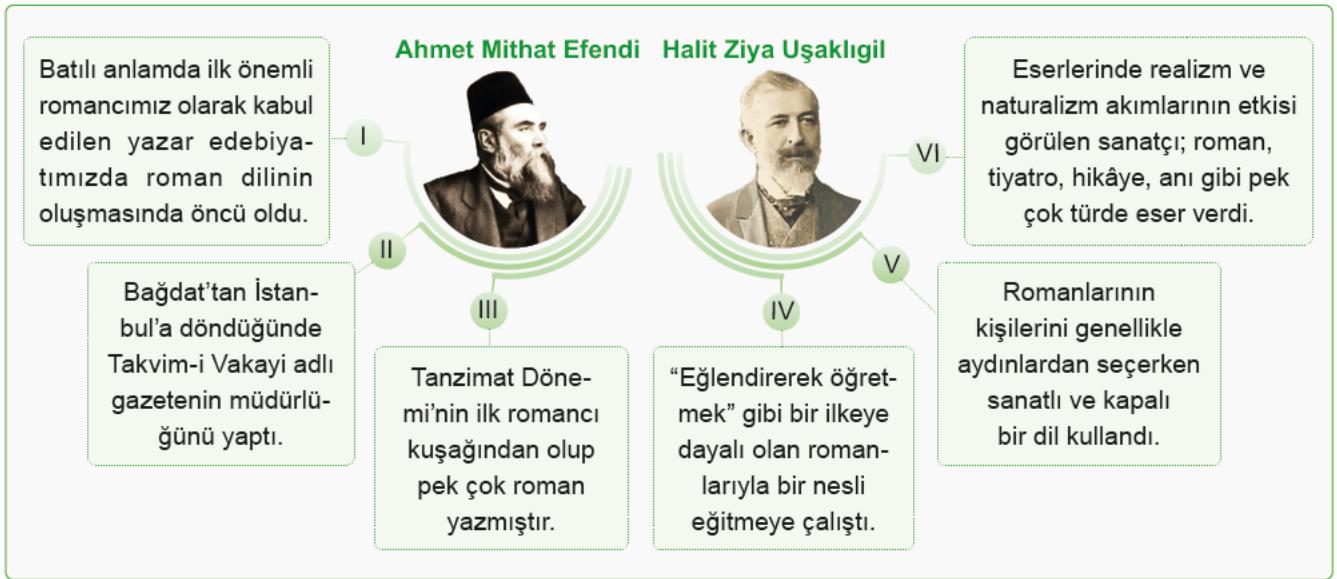 Ahmet Mithat Efendi
Halit Ziya Uşaklıgil
Batılı anlamda ilk önemli
romancımız olarak kabul
edilen yazar edebiya-
tımızda roman dilinin
oluşmasında öncü oldu.
I
II
Bağdat'tan İstan-
bul'a döndüğünde
Takvim-i Vakayi adlı
gazetenin müdürlü-
ğünü yaptı.
III
Tanzimat Döne-
mi'nin ilk romancı
kuşağından olup
pek çok roman
yazmıştır.
IV
“Eğlendirerek öğret-
mek” gibi bir ilkeye
dayalı olan roman-
larıyla bir nesli
eğitmeye çalıştı.
V
Romanlarının
kişilerini genellikle
aydınlardan seçerken
sanatlı ve kapalı
bir dil kullandı.
VI
Eserlerinde realizm ve
naturalizm akımlarının etkisi
görülen sanatçı; roman,
tiyatro, hikâye, anı gibi pek
çok türde eser verdi.